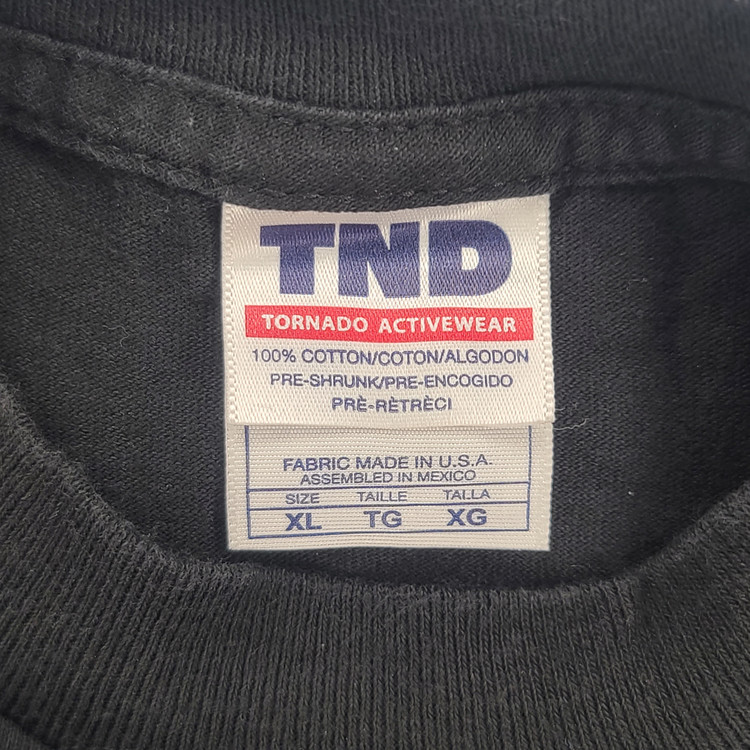 TND
TORNADO ACTIVEWEAR
100% COTTON/COTON/ALGODON
PRE-SHRUNK/PRE-ENCOGIDO
PRÈ-RÈTRÈCI
FABRIC MADE IN U.S.A.
ASSEMBLED IN MEXICO
SIZE TAILLE TALLA
XL TG XG